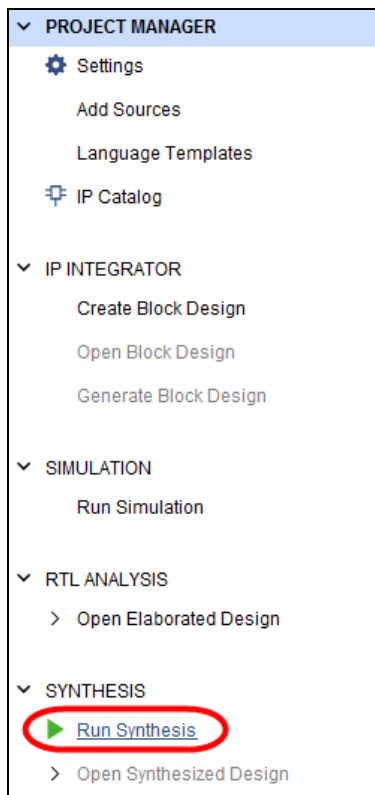 PROJECT MANAGER
Settings
Add Sources
Language Templates
IP Catalog
IP INTEGRATOR
Create Block Design
Open Block Design
Generate Block Design
SIMULATION
Run Simulation
RTL ANALYSIS
Open Elaborated Design
SYNTHESIS
Run Synthesis
Open Synthesized Design